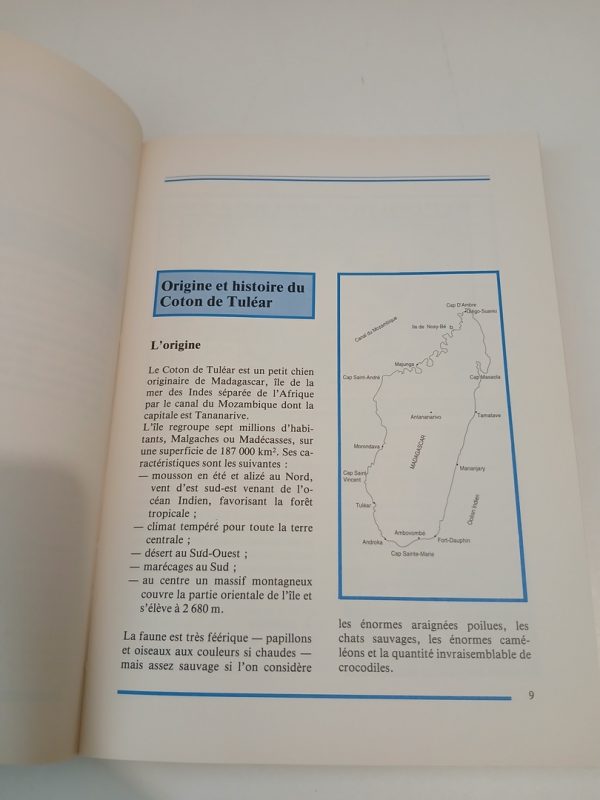 Origine et histoire du
Coton de Tuléar
L'origine
Le Coton de Tuléar est un petit chien
originaire de Madagascar, île de la
mer des Indes séparée de l'Afrique
par le canal du Mozambique dont la
capitale est Tananarive.
L'île regroupe sept millions d'habi-
tants, Malgaches ou Madécasses, sur
une superficie de 187 000 km². Ses ca-
ractéristiques sont les suivantes :
— mousson en été et alizé au Nord,
vent d'est sud-est venant de l'o-
céan Indien, favorisant la forêt
tropicale ;
— climat tempéré pour toute la terre
centrale ;
— désert au Sud-Ouest ;
— marécages au Sud ;
— au centre un massif montagneux
couvre la partie orientale de l'île et
s'élève à 2 680 m.
La faune est très féérique — papillons
et oiseaux aux couleurs si chaudes —
mais assez sauvage si l'on considère
Cap D'Ambre
Diégo-Suarez
Canal du Mozambique
Ile de Nosy-Bé
Majunga
Cap Saint-André
Cap Masaola
Antananarivo
Tamatave
MADAGASCAR
Morondava
Mananjary
Cap Saint-
Vincent
Tuléar
Océan Indien
Androka
Ambovombé
Fort-Dauphin
Cap Sainte-Marie
les énormes araignées poilues, les
chats sauvages, les énormes camé-
léons et la quantité invraisemblable de
crocodiles.
9